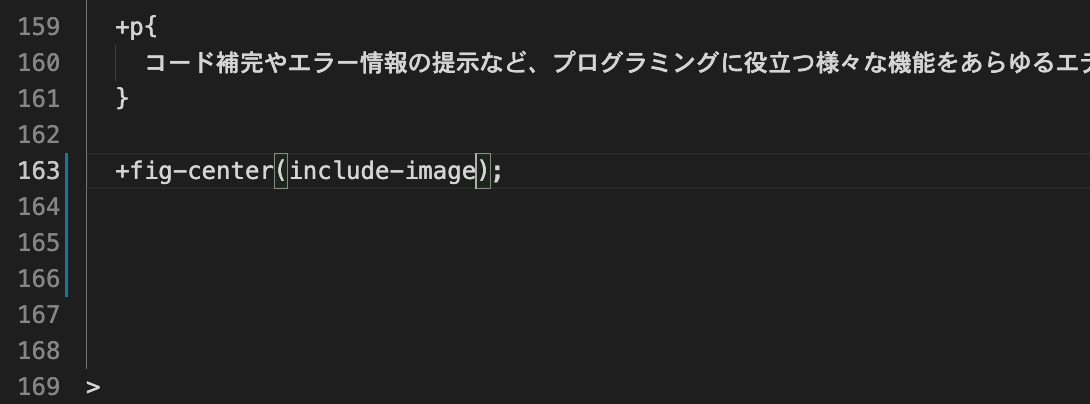 159 +p{
160 コード補完やエラー情報の提示など、プログラミングに役立つ様々な機能をあらゆるエデ
161 }
162
163 +fig-center(include-image);
164
165
166
167
168
169 >